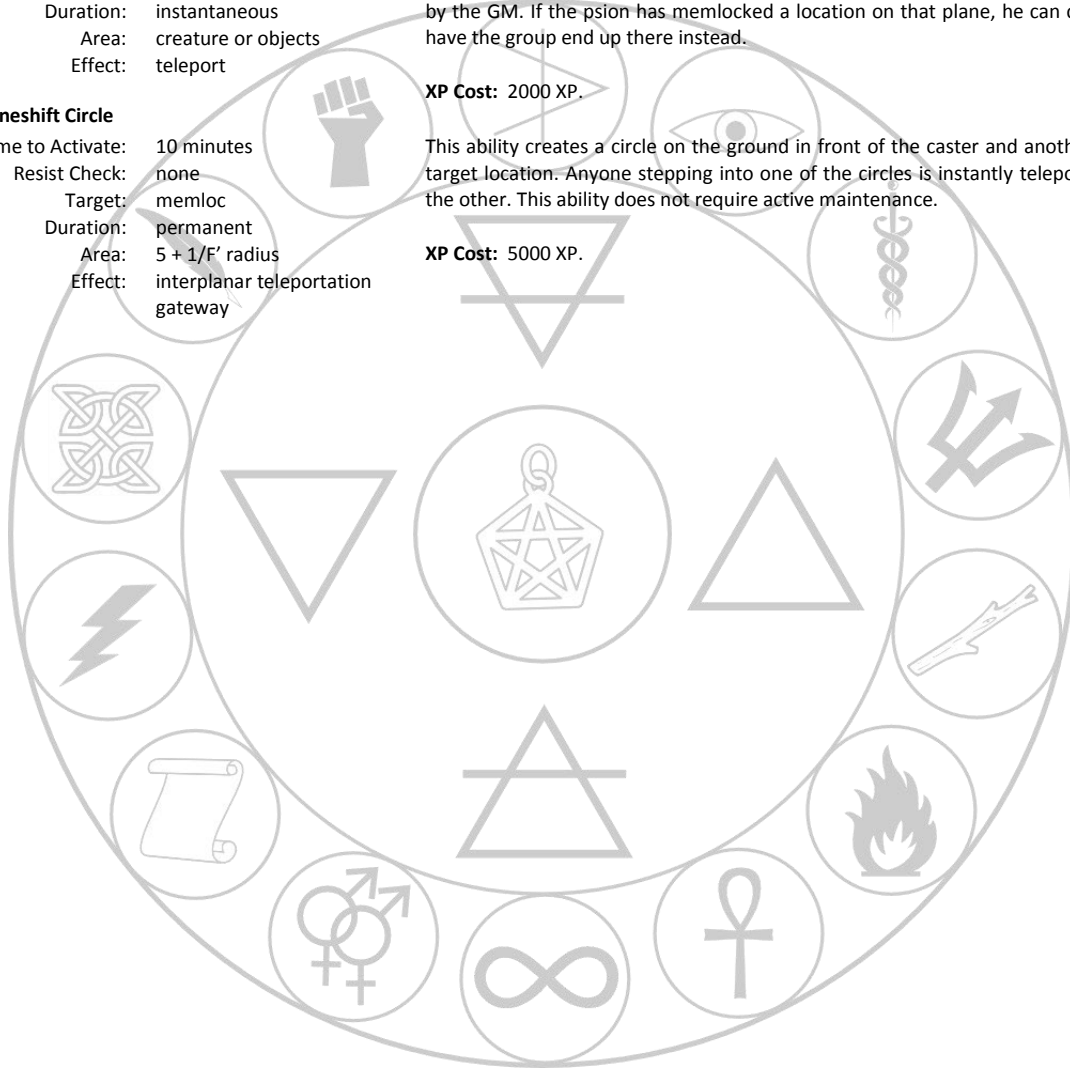 Duration: instantaneous
Area: creature or objects
Effect: teleport
neshift Circle
me to Activate: 10 minutes
Resist Check: none
Target: memloc
Duration: permanent
Area: 5 + 1/F’ radius
Effect: interplanar teleportation
gateway
by the GM. If the psion has memlocked a location on that plane, he can
have the group end up there instead.
XP Cost: 2000 XP.
This ability creates a circle on the ground in front of the caster and anoth
target location. Anyone stepping into one of the circles is instantly telepo
the other. This ability does not require active maintenance.
XP Cost: 5000 XP.